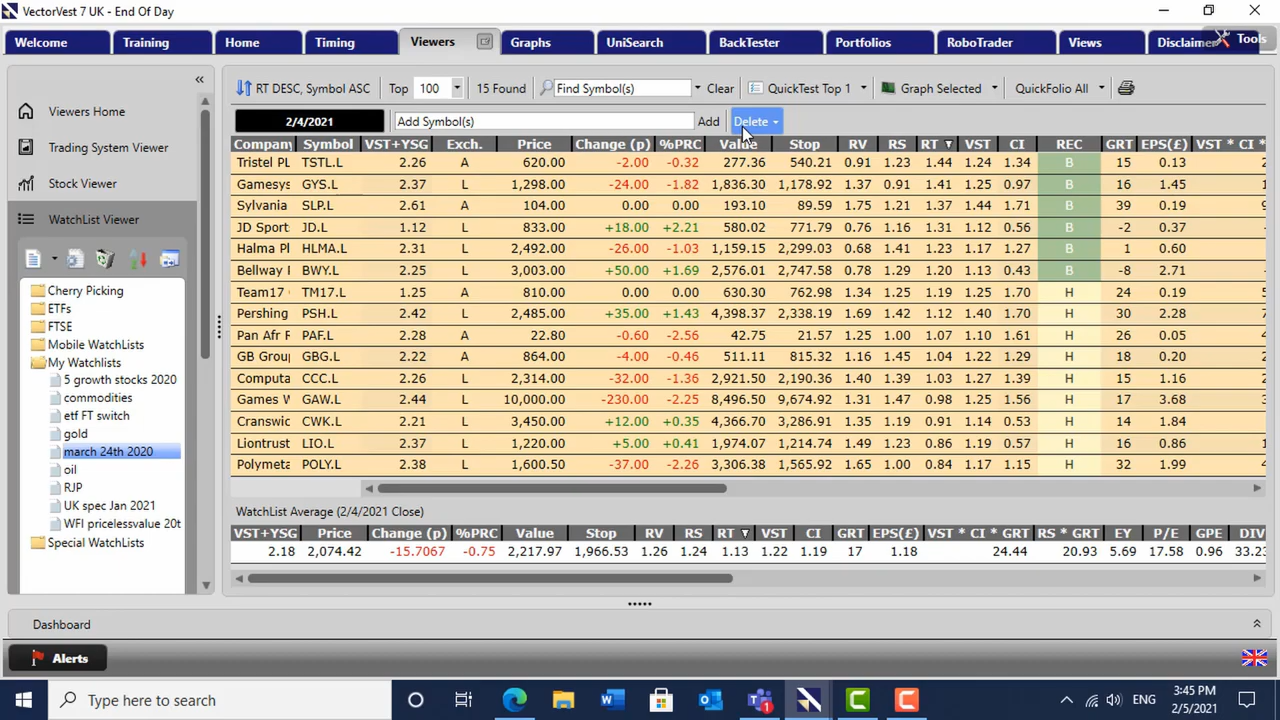 VectorVest 7 UK - End Of Day
Welcome Training Home Timing Viewers Graphs UniSearch BackTester Portfolios RoboTrader Views Disclaimer Tools
RT DESC, Symbol ASC Top 100 15 Found Find Symbol(s) Clear QuickTest Top 1 Graph Selected QuickFolio All
2/4/2021 Add Symbol(s) Add Delete
Viewers Home
Trading System Viewer
Stock Viewer
WatchList Viewer
Cherry Picking
ETFs
FTSE
Mobile WatchLists
My Watchlists
5 growth stocks 2020
commodities
etf FT switch
gold
march 24th 2020
oil
RJP
UK spec Jan 2021
WFI pricelessvalue 20t
Special WatchLists
Company Symbol VST+YSG Exch. Price Change (p) %PRC Value Stop RV RS RT VST CI REC GRT EPS(£) VST * CI *
Tristel PL TSTL.L 2.26 A 620.00 -2.00 -0.32 277.36 540.21 0.91 1.23 1.44 1.24 1.34 B 15 0.13 2
Gamesys GYS.L 2.37 L 1,298.00 -24.00 -1.82 1,836.30 1,178.92 1.37 0.91 1.41 1.25 0.97 B 16 1.45 1
Sylvania SLP.L 2.61 A 104.00 0.00 0.00 193.10 89.59 1.75 1.21 1.37 1.44 1.71 B 39 0.19 9
JD Sport JD.L 1.12 L 833.00 +18.00 +2.21 580.02 771.79 0.76 1.16 1.31 1.12 0.56 B -2 0.37 -
Halma Pl HLMA.L 2.31 L 2,492.00 -26.00 -1.03 1,159.15 2,299.03 0.68 1.41 1.23 1.17 1.27 B 1 0.60
Bellway BWY.L 2.25 L 3,003.00 +50.00 +1.69 2,576.01 2,747.58 0.78 1.29 1.20 1.13 0.43 B -8 2.71 -
Team17 TM17.L 1.25 A 810.00 0.00 0.00 630.30 762.98 1.34 1.25 1.19 1.25 1.70 H 24 0.19 5
Pershing PSH.L 2.42 L 2,485.00 +35.00 +1.43 4,398.37 2,338.19 1.69 1.42 1.12 1.40 1.70 H 30 2.28 7
Pan Afr PAF.L 2.28 A 22.80 -0.60 -2.56 42.75 21.57 1.25 1.00 1.07 1.10 1.61 H 26 0.05 4
GB Group GBG.L 2.22 A 864.00 -4.00 -0.46 511.11 815.32 1.16 1.45 1.04 1.22 1.29 H 18 0.20 2
Computa CCC.L 2.26 L 2,314.00 -32.00 -1.36 2,921.50 2,190.36 1.40 1.39 1.03 1.27 1.39 H 15 1.16 2
Games W GAW.L 2.44 L 10,000.00 -230.00 -2.25 8,496.50 9,674.92 1.31 1.47 0.98 1.25 1.56 H 17 3.68 3
Cranswic CWK.L 2.21 L 3,450.00 +12.00 +0.35 4,366.70 3,286.91 1.35 1.19 0.91 1.14 0.53 H 14 1.84
Liontrust LIO.L 2.37 L 1,220.00 +5.00 +0.41 1,974.07 1,214.74 1.49 1.23 0.86 1.19 0.57 H 16 0.86 1
Polymeta POLY.L 2.38 L 1,600.50 -37.00 -2.26 3,306.38 1,565.92 1.65 1.00 0.84 1.17 1.15 H 32 1.99 4
WatchList Average (2/4/2021 Close)
VST+YSG Price Change (p) %PRC Value Stop RV RS RT VST CI GRT EPS(£) VST * CI * GRT RS * GRT EY P/E GPE DIV
2.18 2,074.42 -15.7067 -0.75 2,217.97 1,966.53 1.26 1.24 1.13 1.22 1.19 17 1.18 24.44 20.93 5.69 17.58 0.96 33.23
Dashboard
Alerts
Type here to search ENG 3:45 PM
2/5/2021